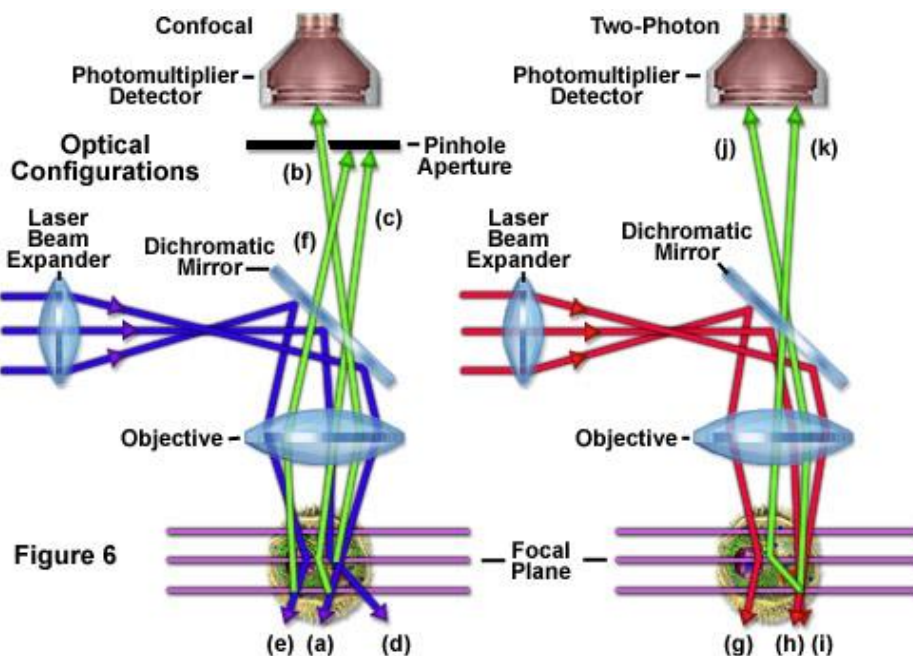 Confocal
Two-Photon
Photomultiplier
Detector
Photomultiplier
Detector
Optical
Configurations
(b)
Pinhole
Aperture
(j)
(k)
(c)
Laser
Beam
Expander
(f)
Dichromatic
Mirror
Laser
Beam
Expander
Dichromatic
Mirror
Objective
Objective
Figure 6
Focal
Plane
(e)
(a)
(d)
(g)
(h)
(i)